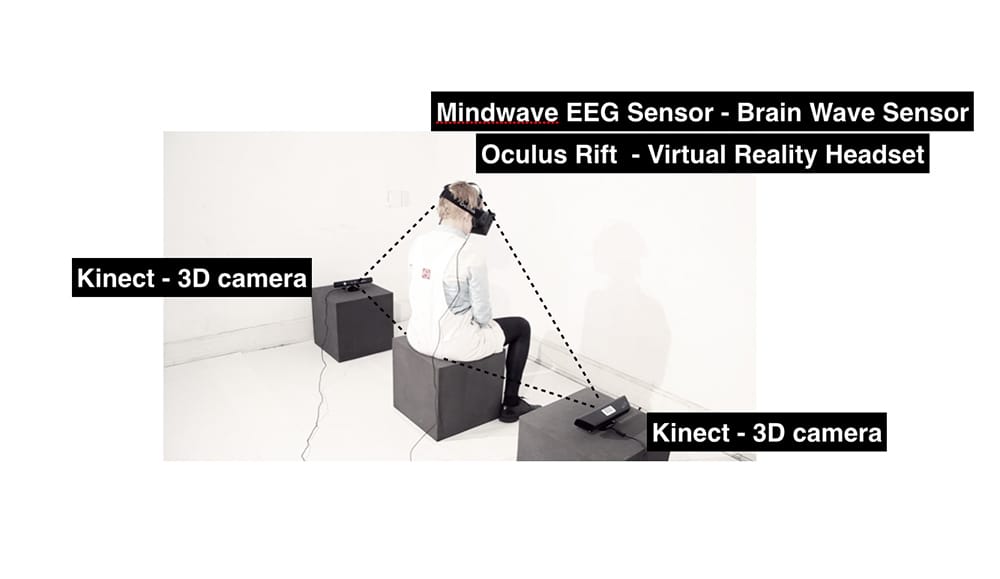 Mindwave EEG Sensor - Brain Wave Sensor
Oculus Rift  - Virtual Reality Headset
Kinect - 3D camera
Kinect - 3D camera